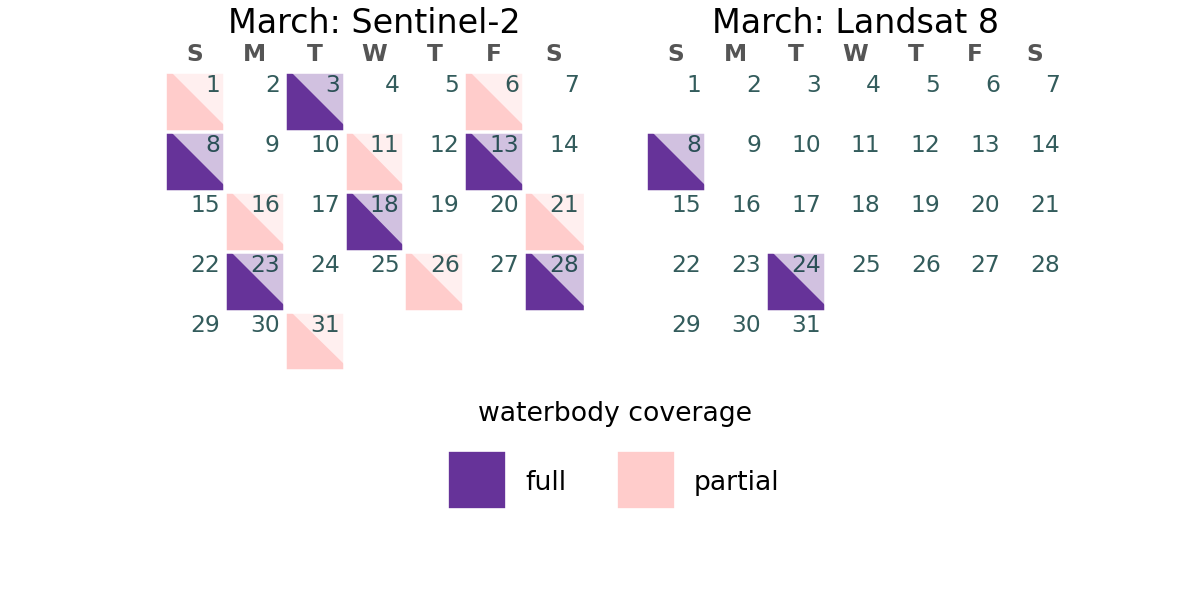 March: Sentinel-2
S M T W T F S
1 2 3 4 5 6 7
8 9 10 11 12 13 14
15 16 17 18 19 20 21
22 23 24 25 26 27 28
29 30 31
March: Landsat 8
S M T W T F S
1 2 3 4 5 6 7
8 9 10 11 12 13 14
15 16 17 18 19 20 21
22 23 24 25 26 27 28
29 30 31
waterbody coverage
full
partial